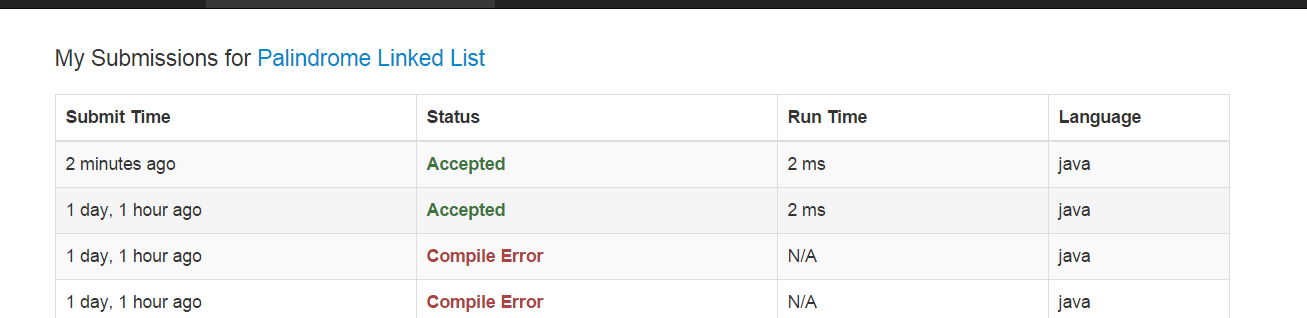 My Submissions for Palindrome Linked List
Submit Time Status Run Time Language
2 minutes ago Accepted 2 ms java
1 day, 1 hour ago Accepted 2 ms java
1 day, 1 hour ago Compile Error N/A java
1 day, 1 hour ago Compile Error N/A java